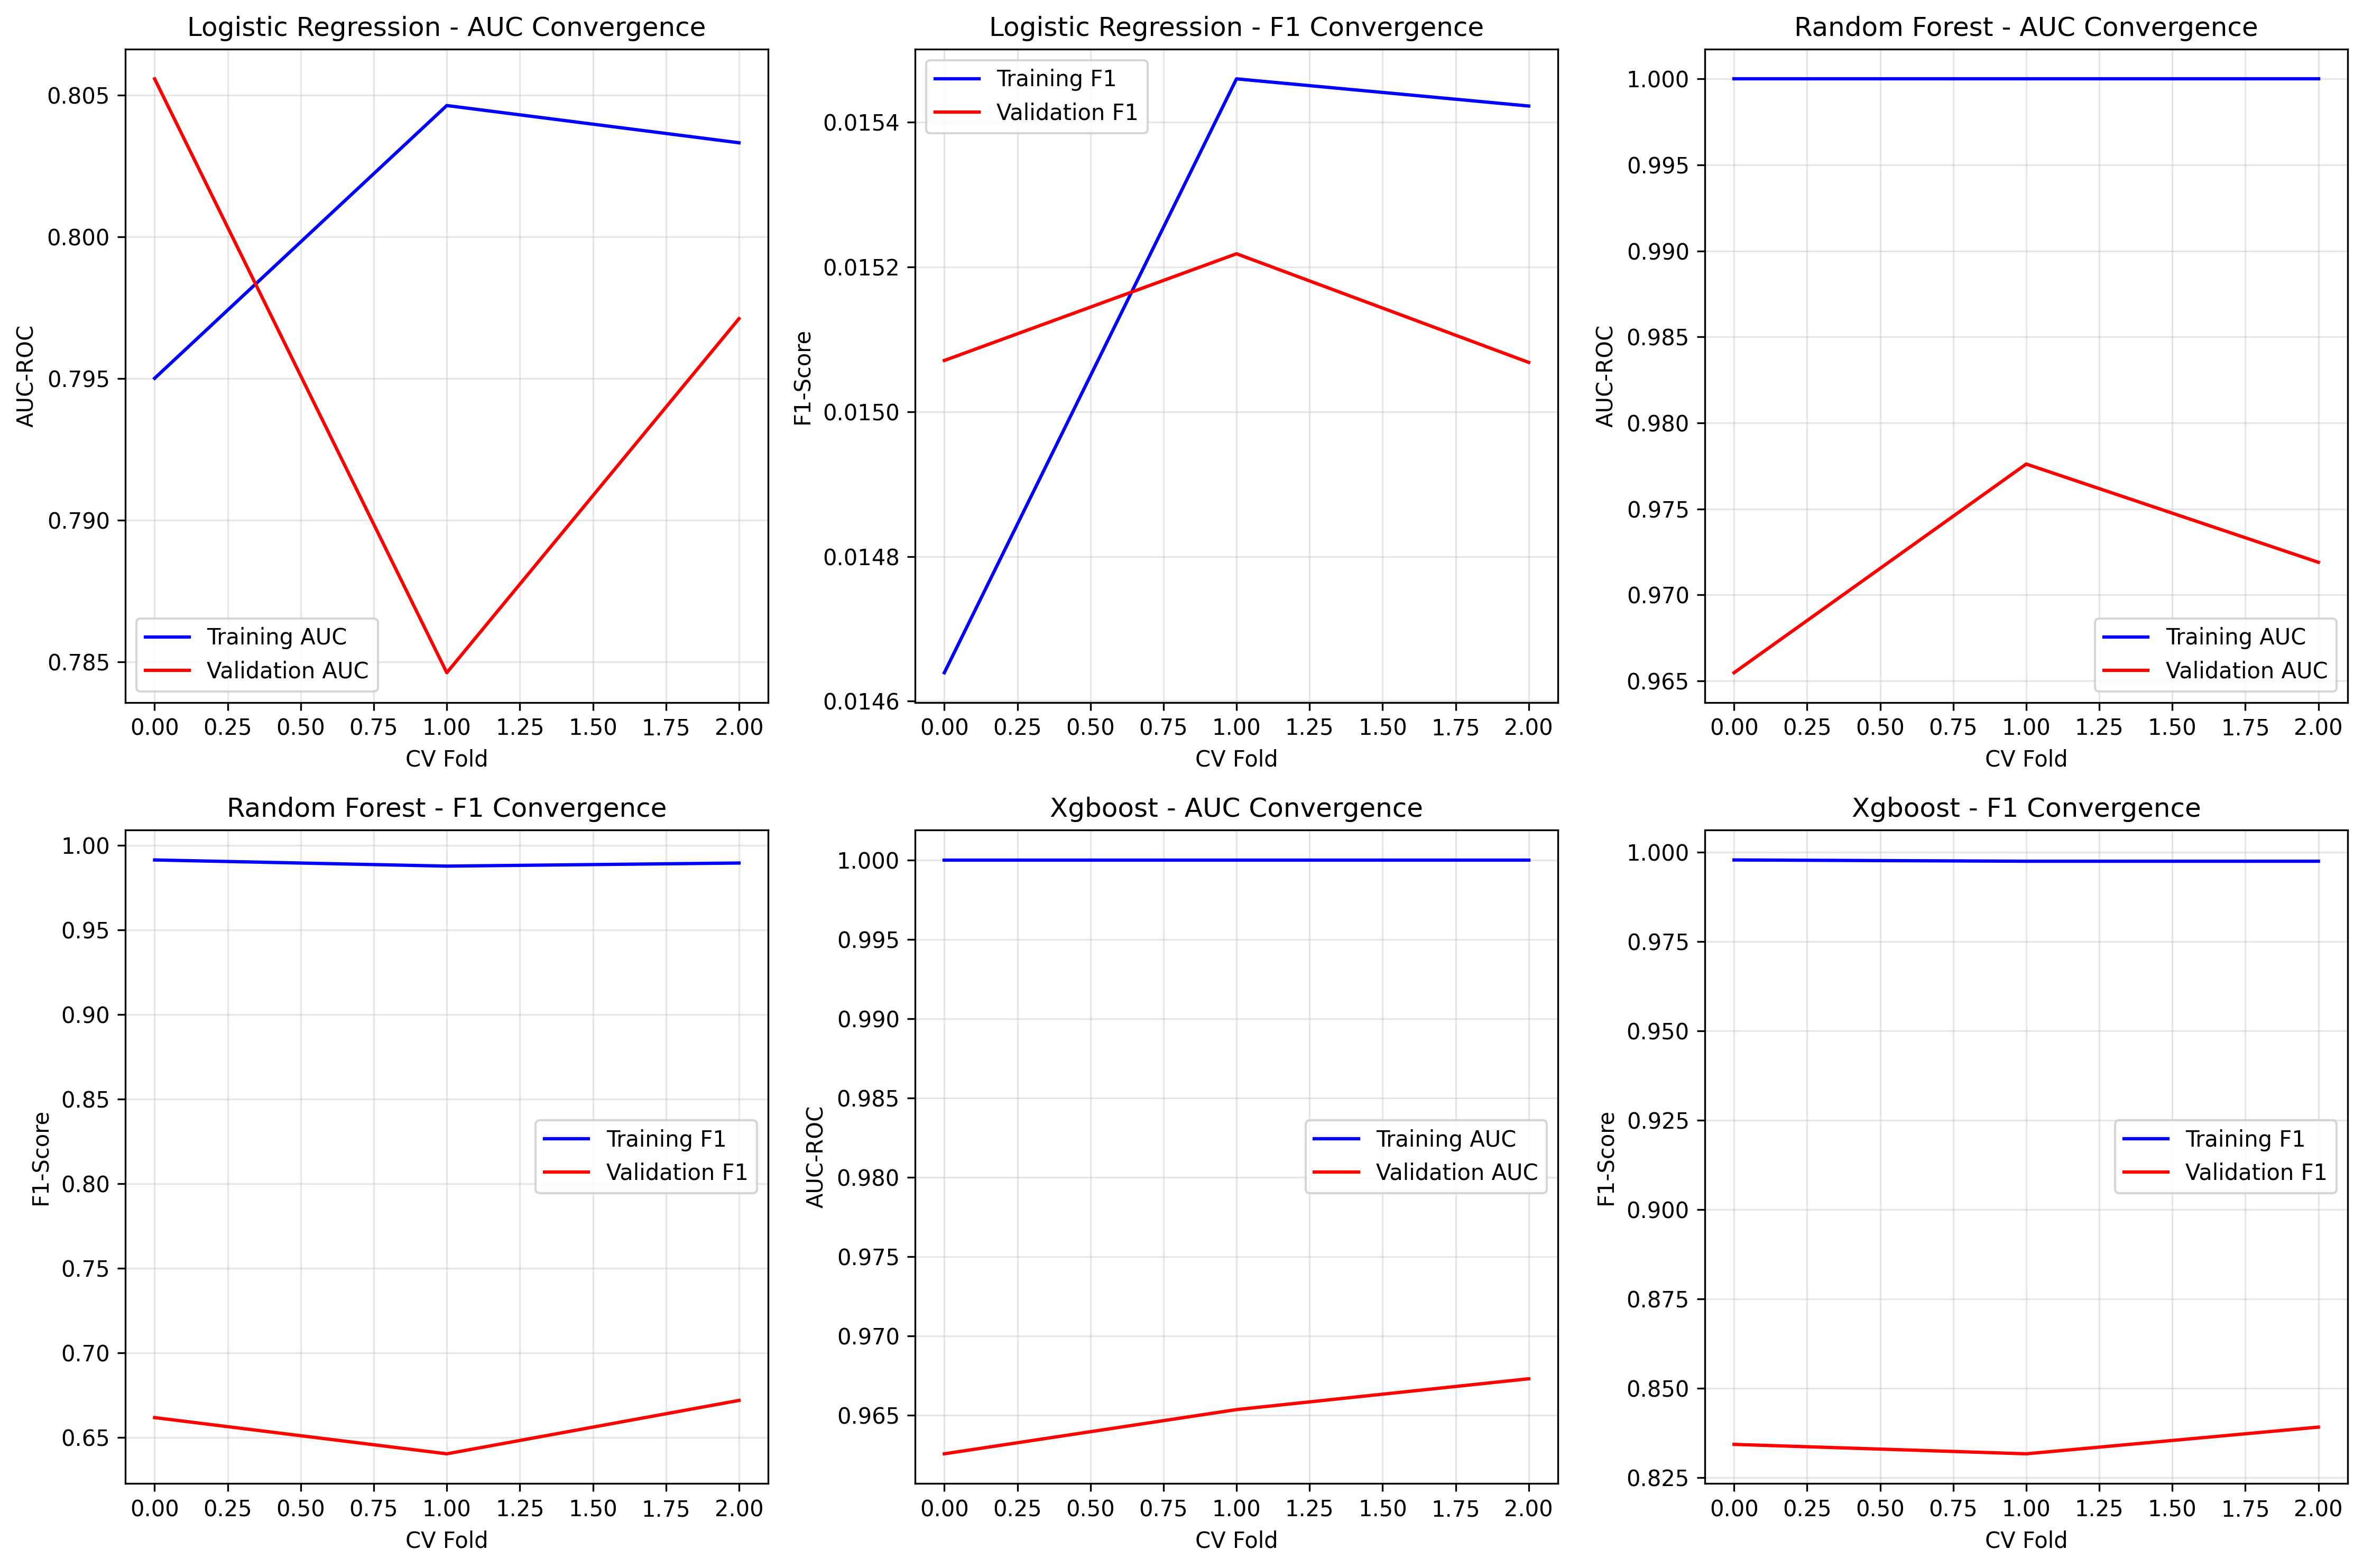 Logistic Regression - AUC Convergence
AUC-ROC
0.805
0.800
0.795
0.790
0.785
Training AUC
Validation AUC
0.00 0.25 0.50 0.75 1.00 1.25 1.50 1.75 2.00
CV Fold
Logistic Regression - F1 Convergence
F1-Score
Training F1
Validation F1
0.0154
0.0152
0.0150
0.0148
0.0146
0.00 0.25 0.50 0.75 1.00 1.25 1.50 1.75 2.00
CV Fold
Random Forest - AUC Convergence
AUC-ROC
1.000
0.995
0.990
0.985
0.980
0.975
0.970
0.965
Training AUC
Validation AUC
0.00 0.25 0.50 0.75 1.00 1.25 1.50 1.75 2.00
CV Fold
Random Forest - F1 Convergence
F1-Score
1.00
0.95
0.90
0.85
0.80
0.75
0.70
0.65
Training F1
Validation F1
0.00 0.25 0.50 0.75 1.00 1.25 1.50 1.75 2.00
CV Fold
Xgboost - AUC Convergence
AUC-ROC
1.000
0.995
0.990
0.985
0.980
0.975
0.970
0.965
Training AUC
Validation AUC
0.00 0.25 0.50 0.75 1.00 1.25 1.50 1.75 2.00
CV Fold
Xgboost - F1 Convergence
F1-Score
1.000
0.975
0.950
0.925
0.900
0.875
0.850
0.825
Training F1
Validation F1
0.00 0.25 0.50 0.75 1.00 1.25 1.50 1.75 2.00
CV Fold